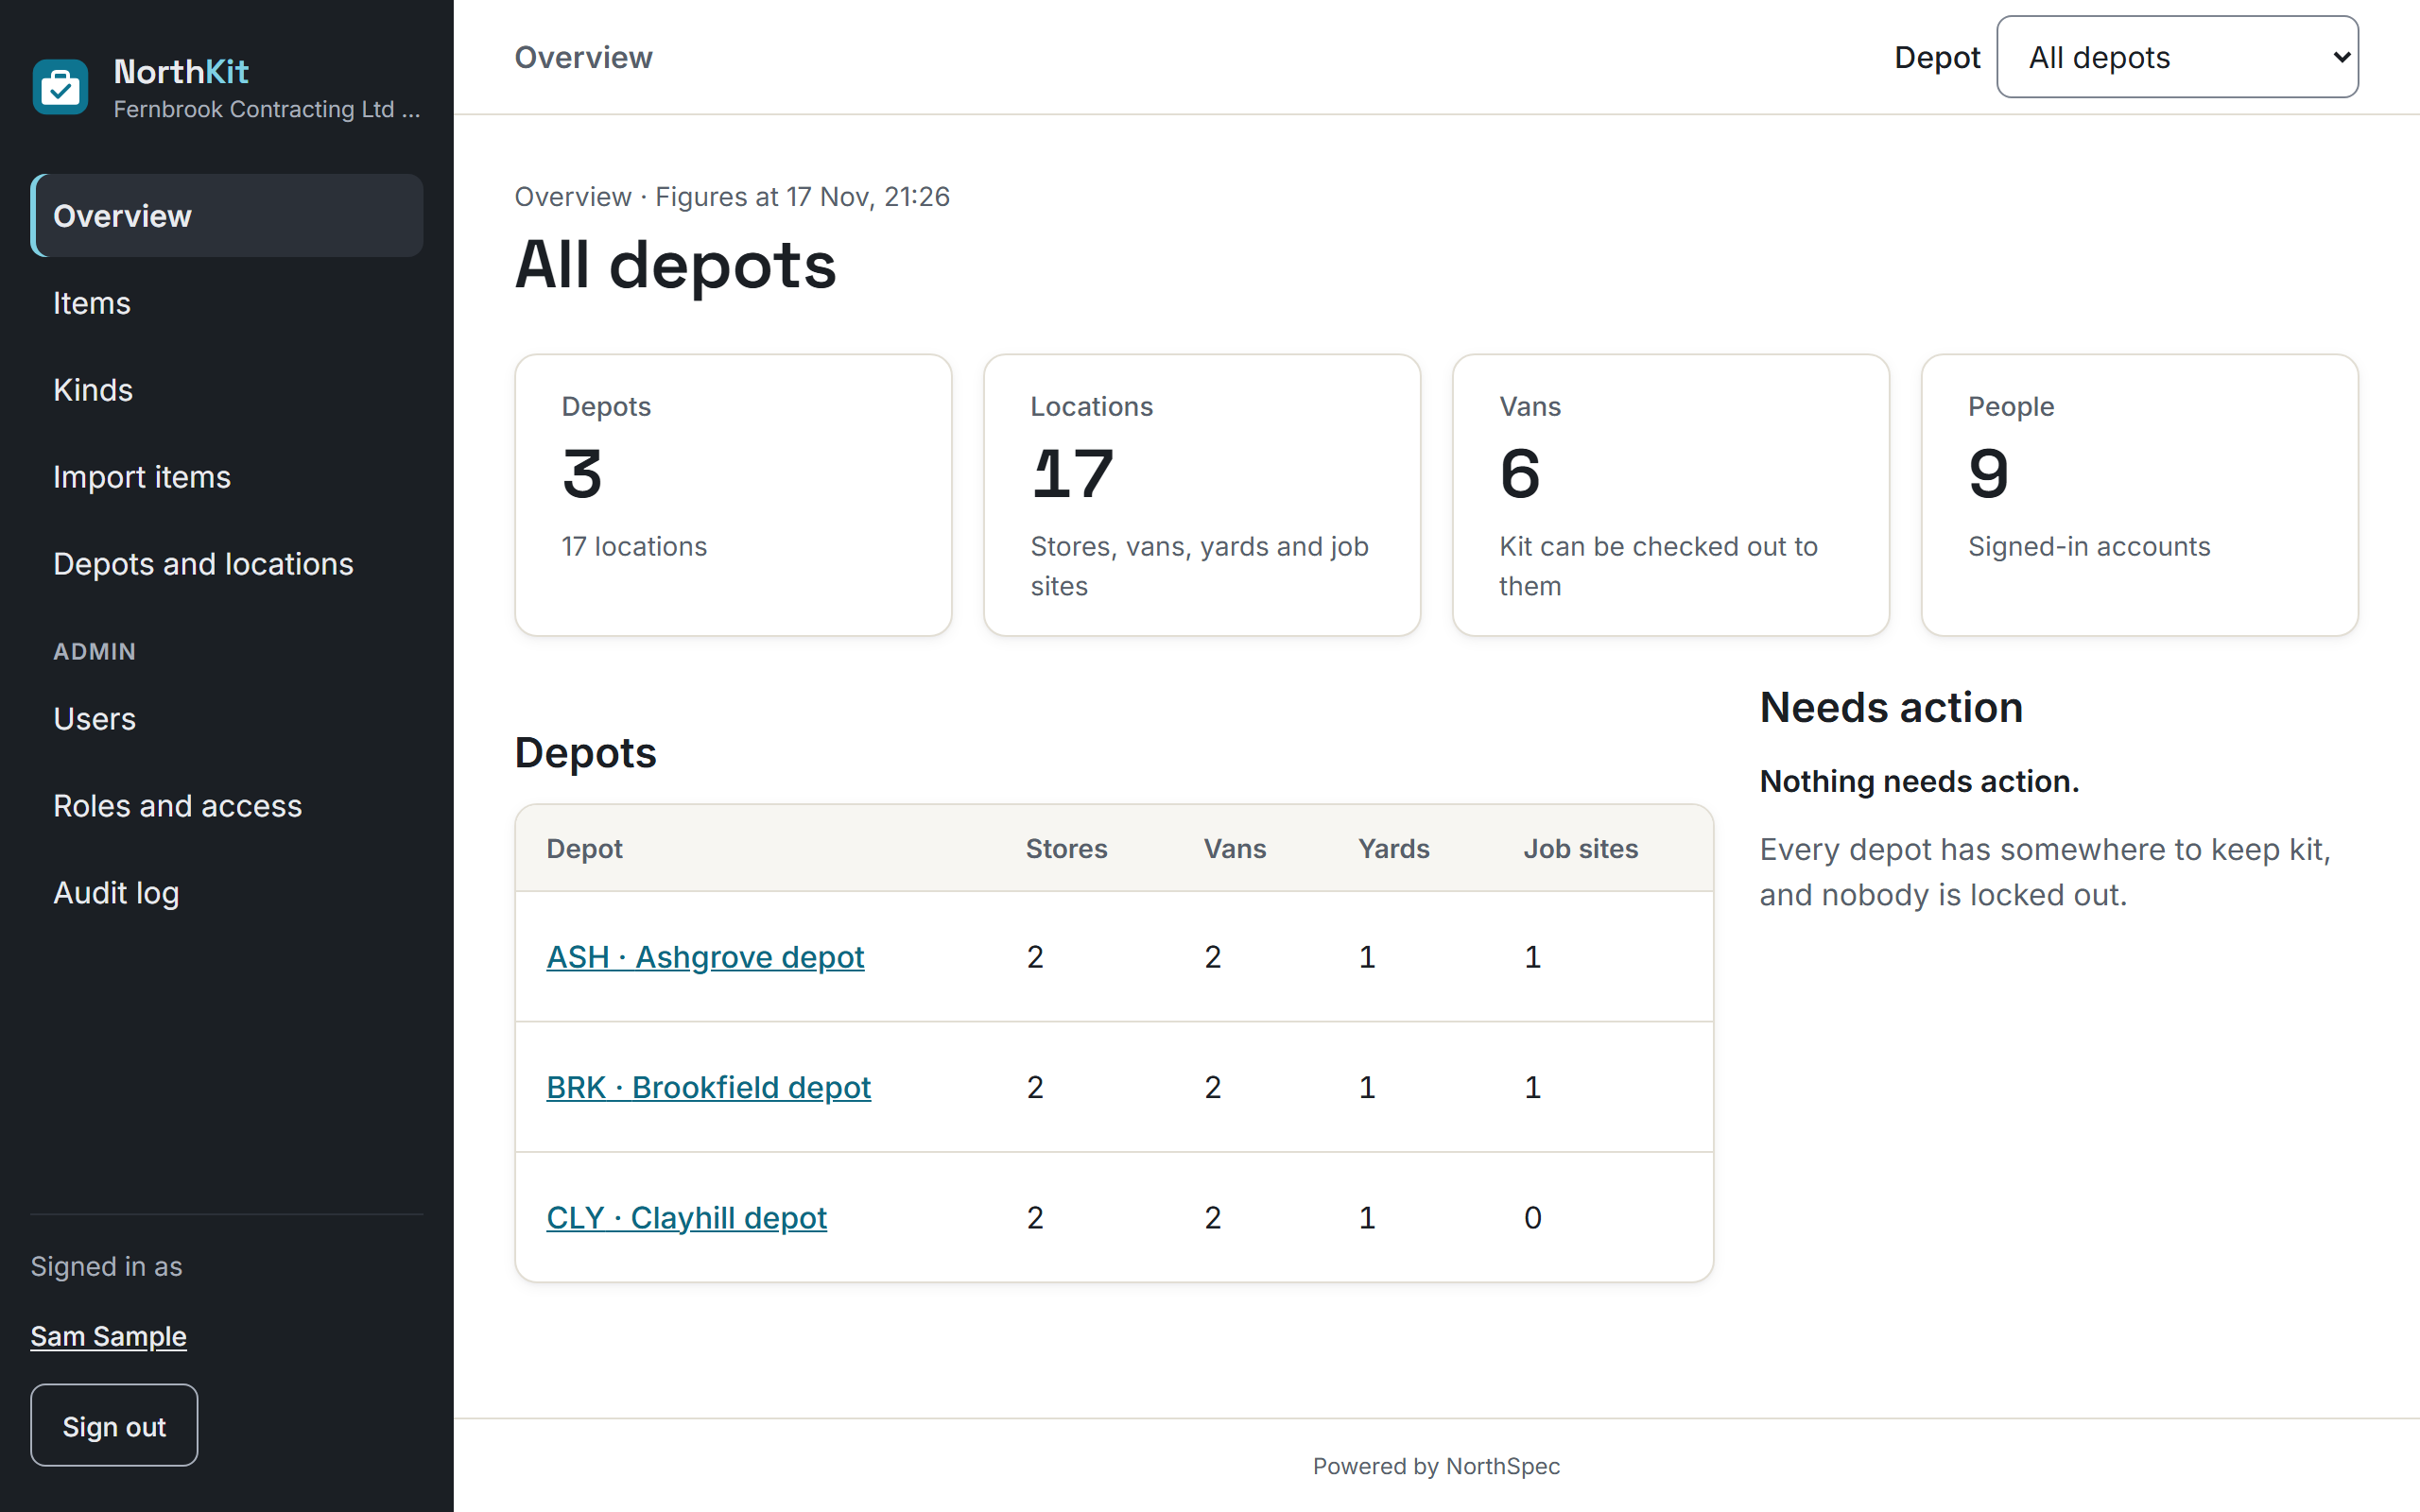 NorthKit
Fernbrook Contracting Ltd ...
Overview
Items
Kinds
Import items
Depots and locations
ADMIN
Users
Roles and access
Audit log
Signed in as
Sam Sample
Sign out
Overview
Depot
All depots
Overview · Figures at 17 Nov, 21:26
All depots
Depots
3
17 locations
Locations
17
Stores, vans, yards and job
sites
Vans
6
Kit can be checked out to
them
People
9
Signed-in accounts
Depots
Depot Stores Vans Yards Job sites
ASH · Ashgrove depot 2 2 1 1
BRK · Brookfield depot 2 2 1 1
CLY · Clayhill depot 2 2 1 0
Needs action
Nothing needs action.
Every depot has somewhere to keep kit,
and nobody is locked out.
Powered by NorthSpec